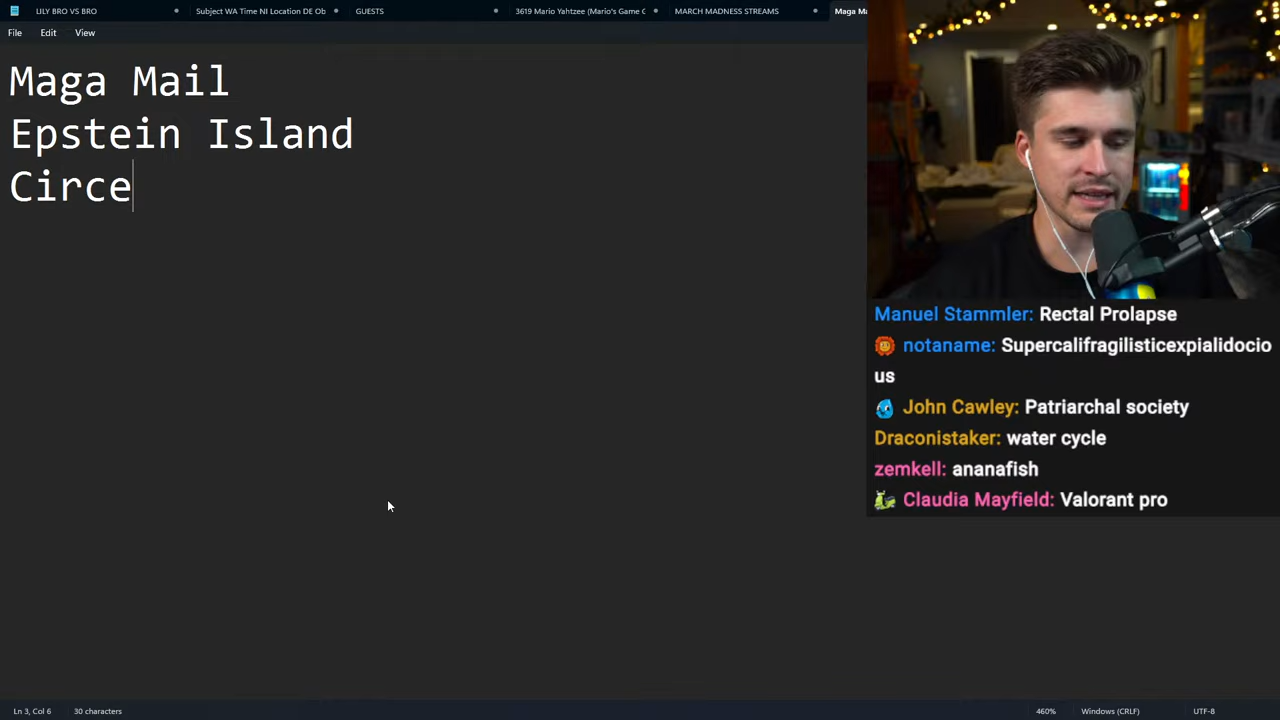 LILY BRO VS BRO
Subject WA Time NI Location DE Ob
GUESTS
3619 Mario Yahtzee (Mario's Game C
MARCH MADNESS STREAMS
Maga Ma
File
Edit
View
Maga Mail
Epstein Island
Circe
Manuel Stammler: Rectal Prolapse
notaname: Supercalifragilisticexpialidocio
us
John Cawley: Patriarchal society
Draconistaker: water cycle
zemkell: ananafish
Claudia Mayfield: Valorant pro
Ln 3, Col 6
30 characters
460%
Windows (CRLF)
UTF-8